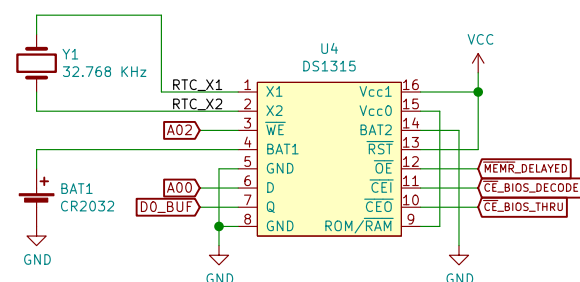 VCC
U4
DS1315
Y1
32.768 KHz
RTC_X1
1
X1
Vcc1
16
RTC_X2
2
X2
Vcc0
15
A02
3
WE
BAT2
14
4
BAT1
RST
13
5
GND
OE
12
MEMR_DELAYED
A00
6
D
CEI
11
CE_BIOS_DECODE
BAT1
CR2032
D0_BUF
7
Q
CEO
10
CE_BIOS_THRU
8
GND
ROM/RAM
9
GND
GND
GND